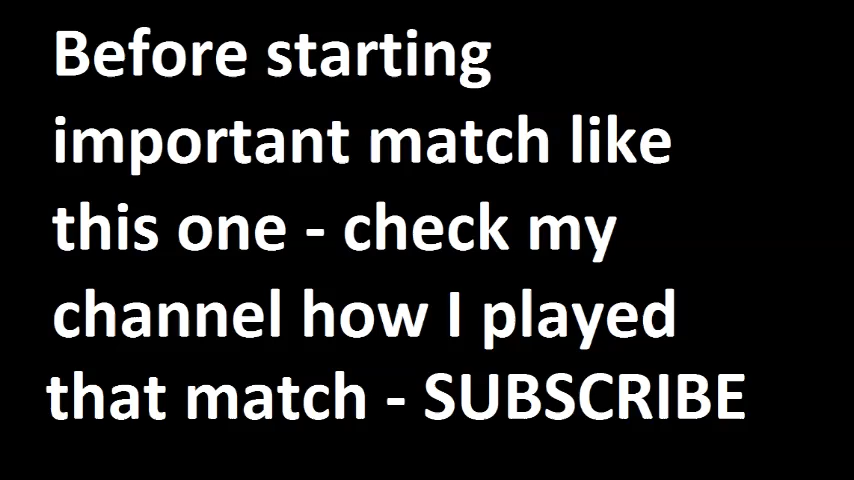 Before starting
important match like
this one - check my
channel how I played
that match - SUBSCRIBE